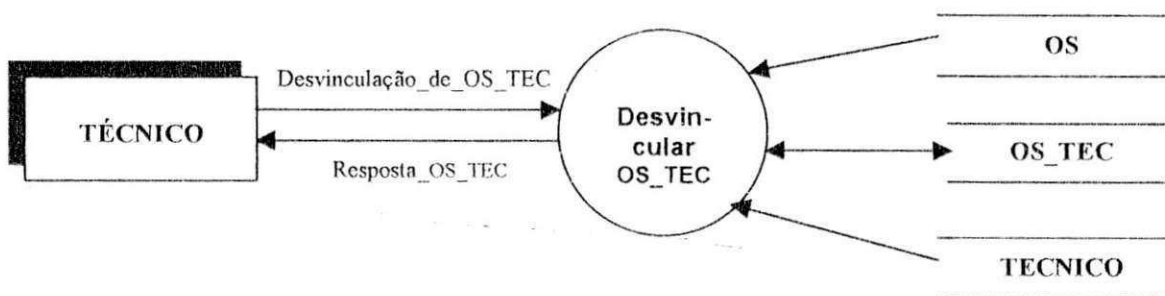 OS
Desvinculação_de_OS_TEC
TÉCNICO
Desvin-
cular
OS_TEC
OS_TEC
Resposta_OS_TEC
TECNICO